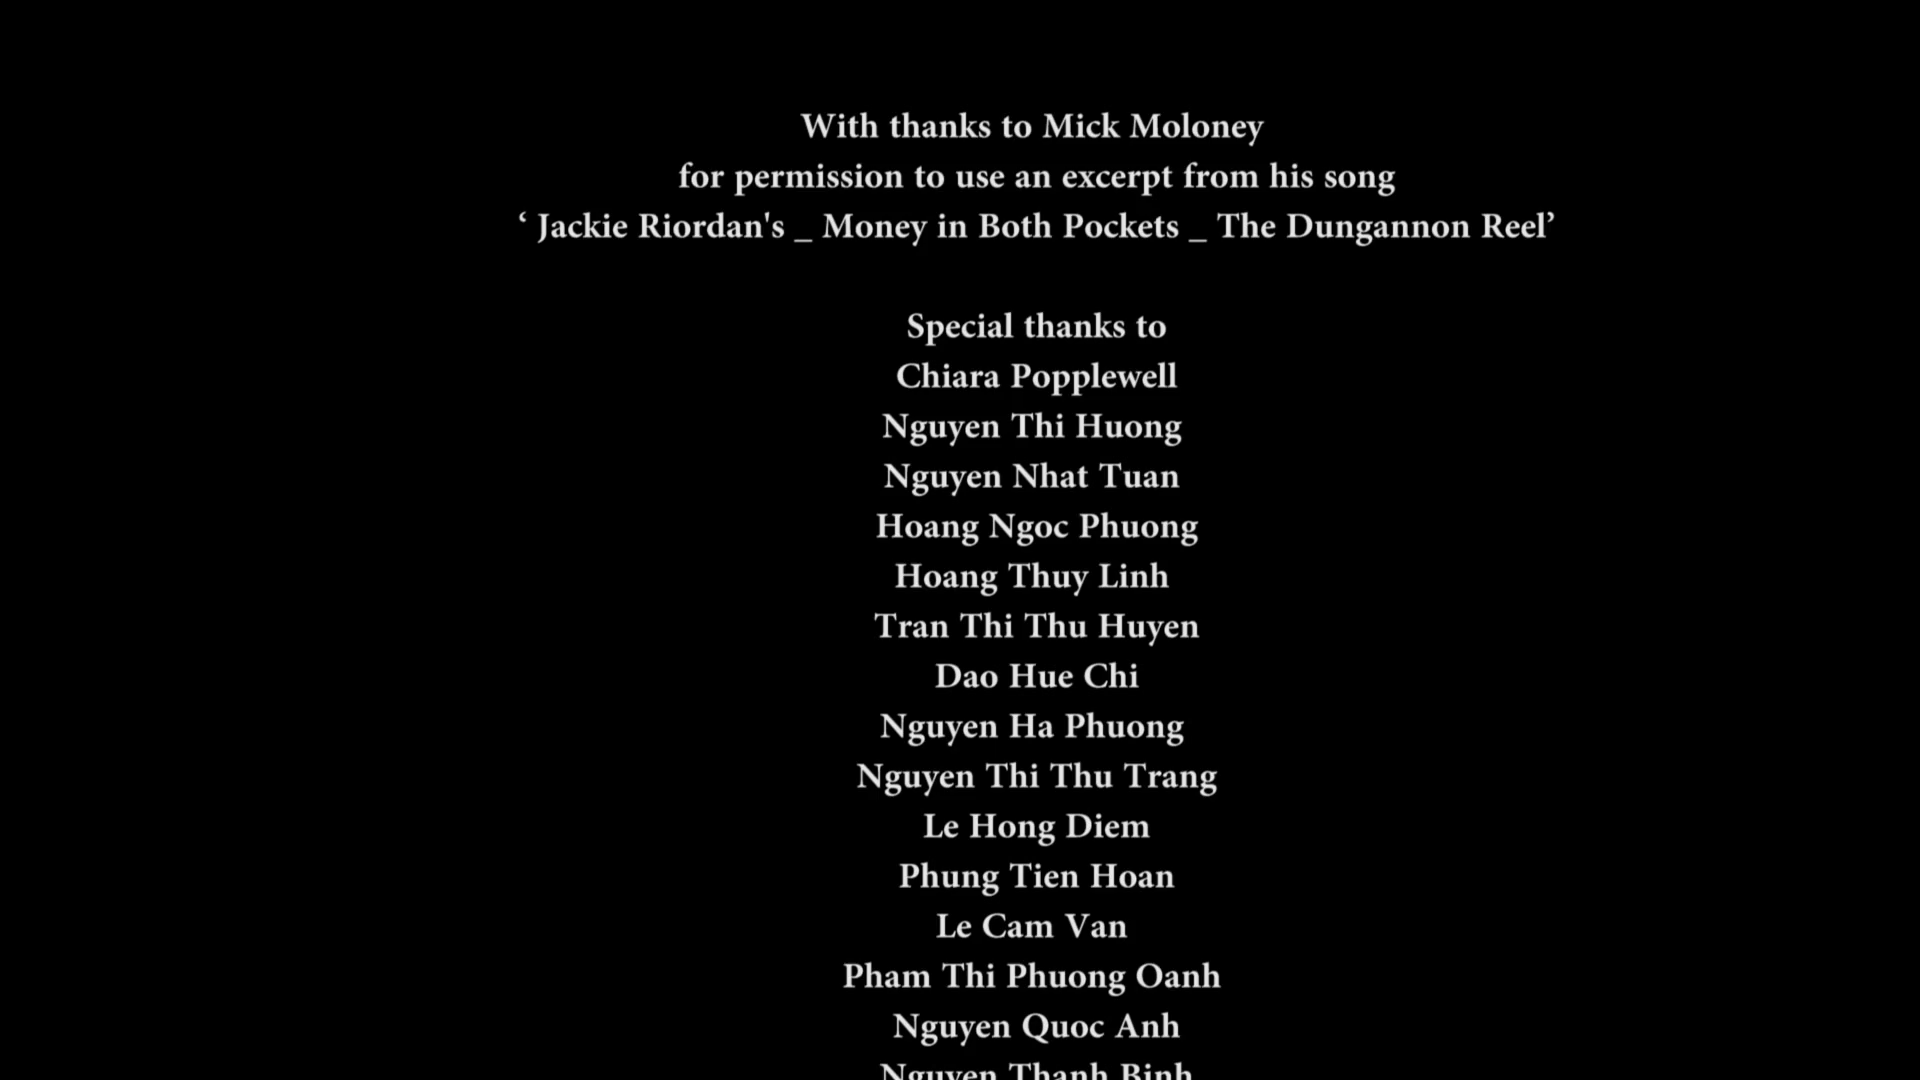 With thanks to Mick Moloney
for permission to use an excerpt from his song
‘ Jackie Riordan's _ Money in Both Pockets _ The Dungannon Reel’
Special thanks to
Chiara Popplewell
Nguyen Thi Huong
Nguyen Nhat Tuan
Hoang Ngoc Phuong
Hoang Thuy Linh
Tran Thi Thu Huyen
Dao Hue Chi
Nguyen Ha Phuong
Nguyen Thi Thu Trang
Le Hong Diem
Phung Tien Hoan
Le Cam Van
Pham Thi Phuong Oanh
Nguyen Quoc Anh
Nguyen Thanh Binh